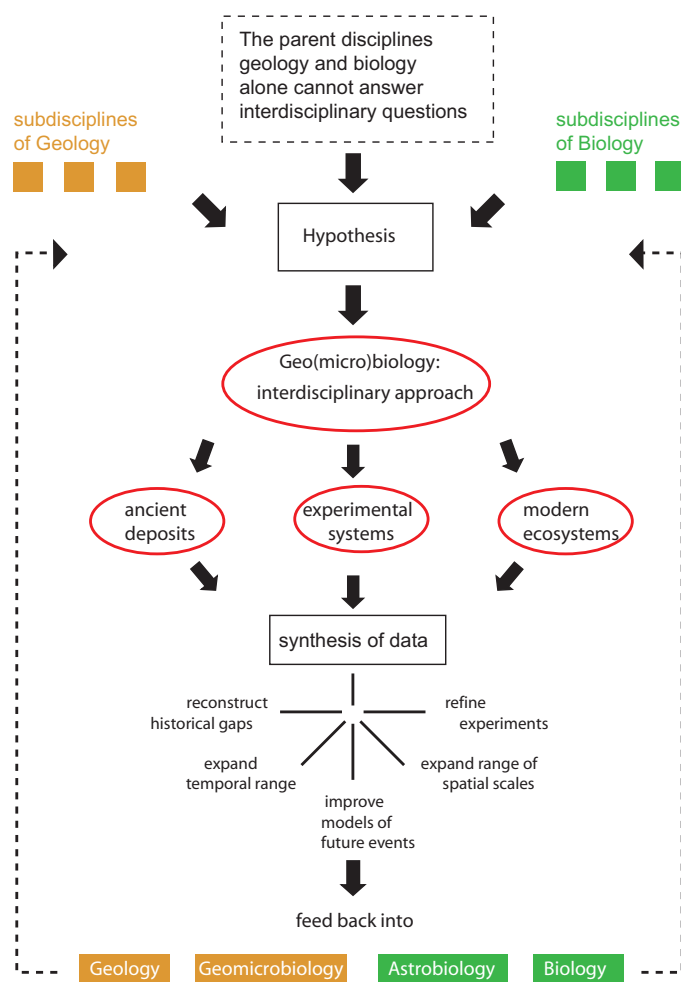 The parent disciplines
geology and biology
alone cannot answer
interdisciplinary questions
subdisclines
of Geology
subdisclines
of Biology
Hypothesis
Geo(micro)biology:
interdisciplinary approach
ancient
deposits
experimental
systems
modern
ecosystems
synthesis of data
reconstruct
historical gaps
refine
experiments
expand
temporal range
expand range of
spatial scales
improve
models of
future events
feed back into
Geology
Geomicrobiology
Astrobiology
Biology